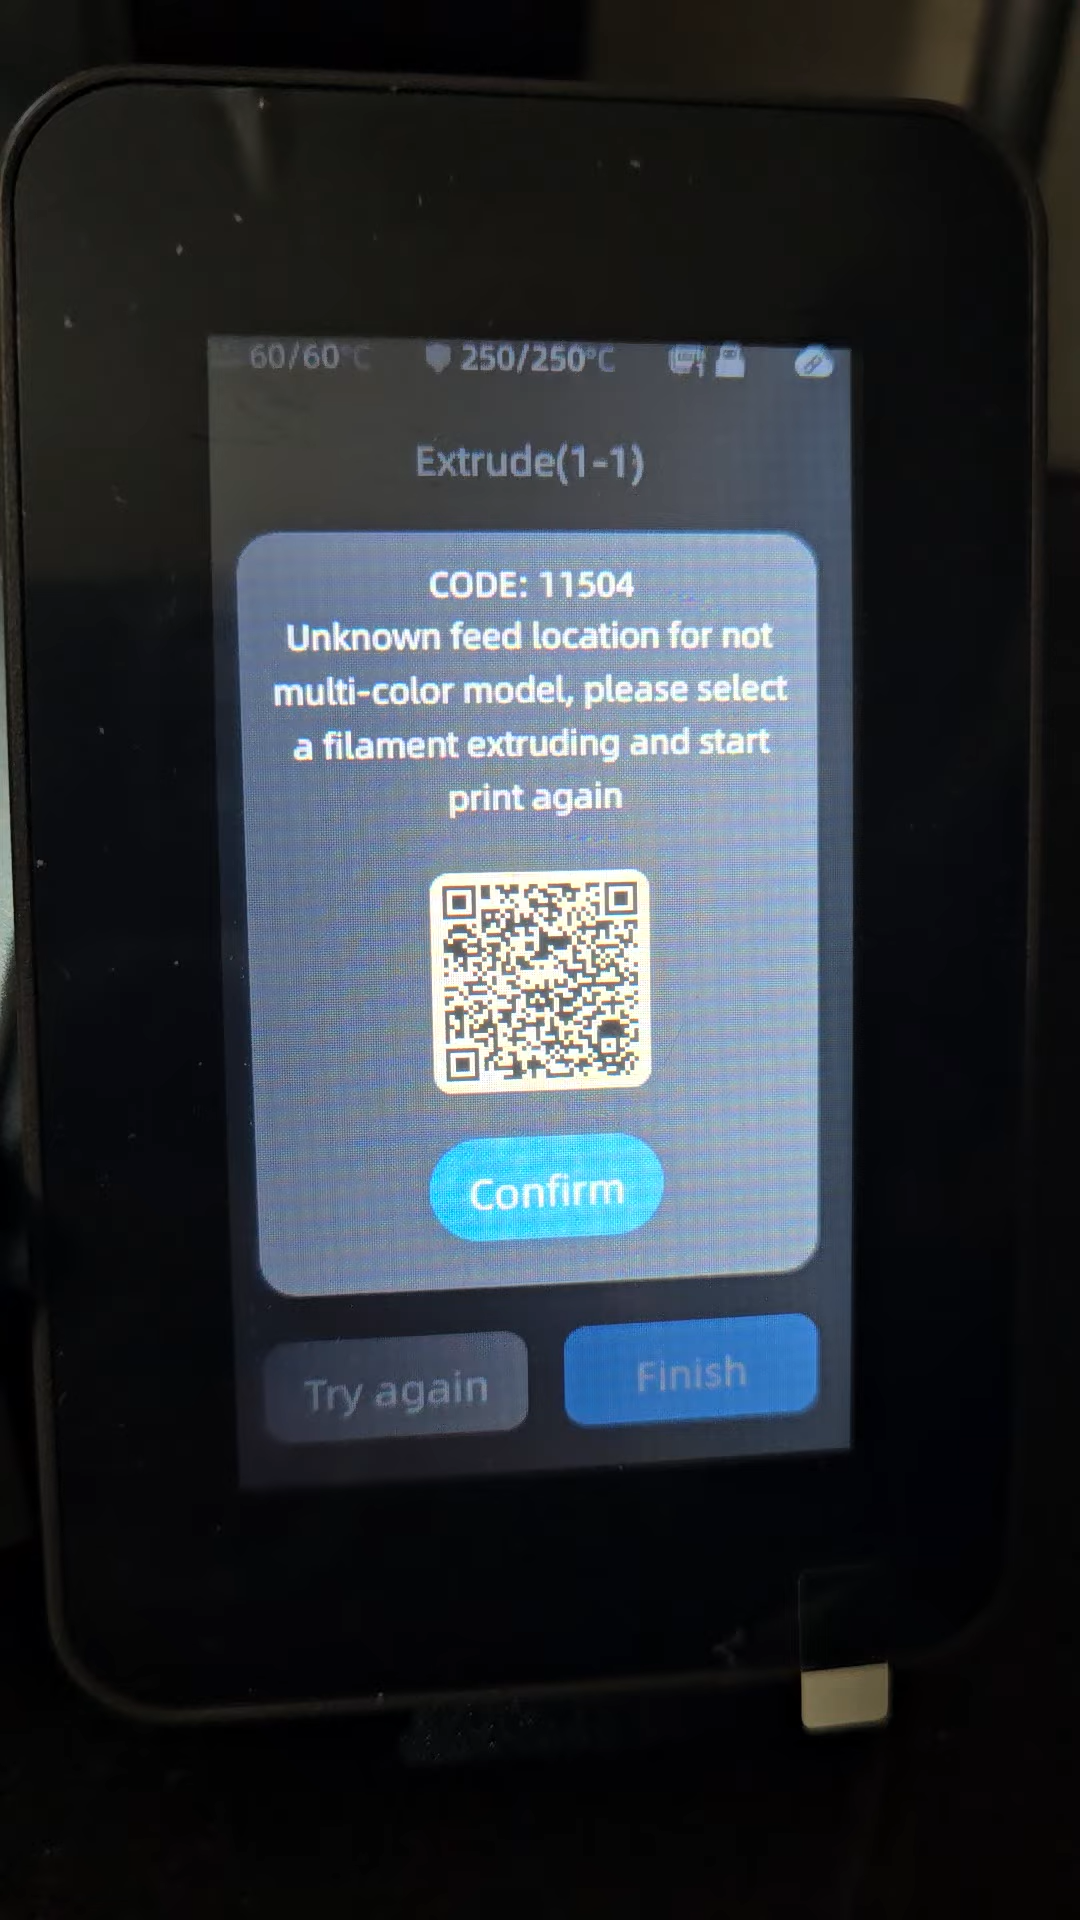 60/60°C 250/250°C
Extrude(1-1)
CODE: 11504
Unknown feed location for not
multi-color model, please select
a filament extruding and start
print again
Confirm
Try again Finish